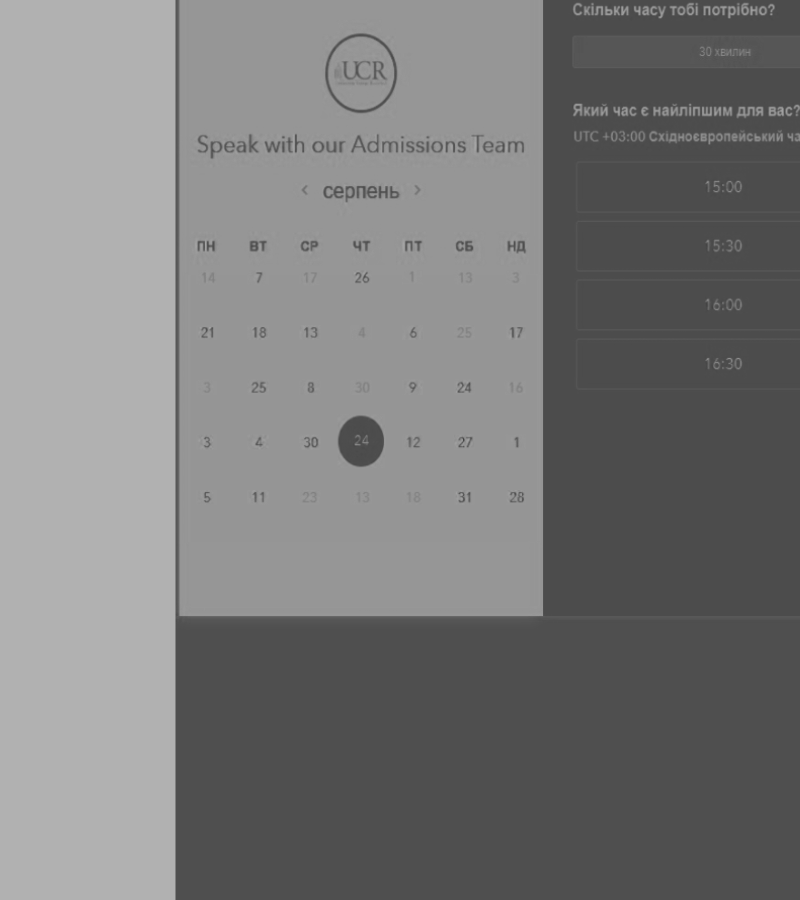 UCR
Speak with our Admissions Team
‹ серпень ›
ПН ВТ СР ЧТ ПТ СБ НД
14 7 17 26 1 13 3
21 18 13 4 6 25 17
3 25 8 30 9 24 16
3 4 30 24 12 27 1
5 11 23 13 18 31 28
Скільки часу тобі потрібно?
30 хвилин
Який час є найліпшим для вас?
UTC +03:00 Східноєвропейський ча
15:00
15:30
16:00
16:30